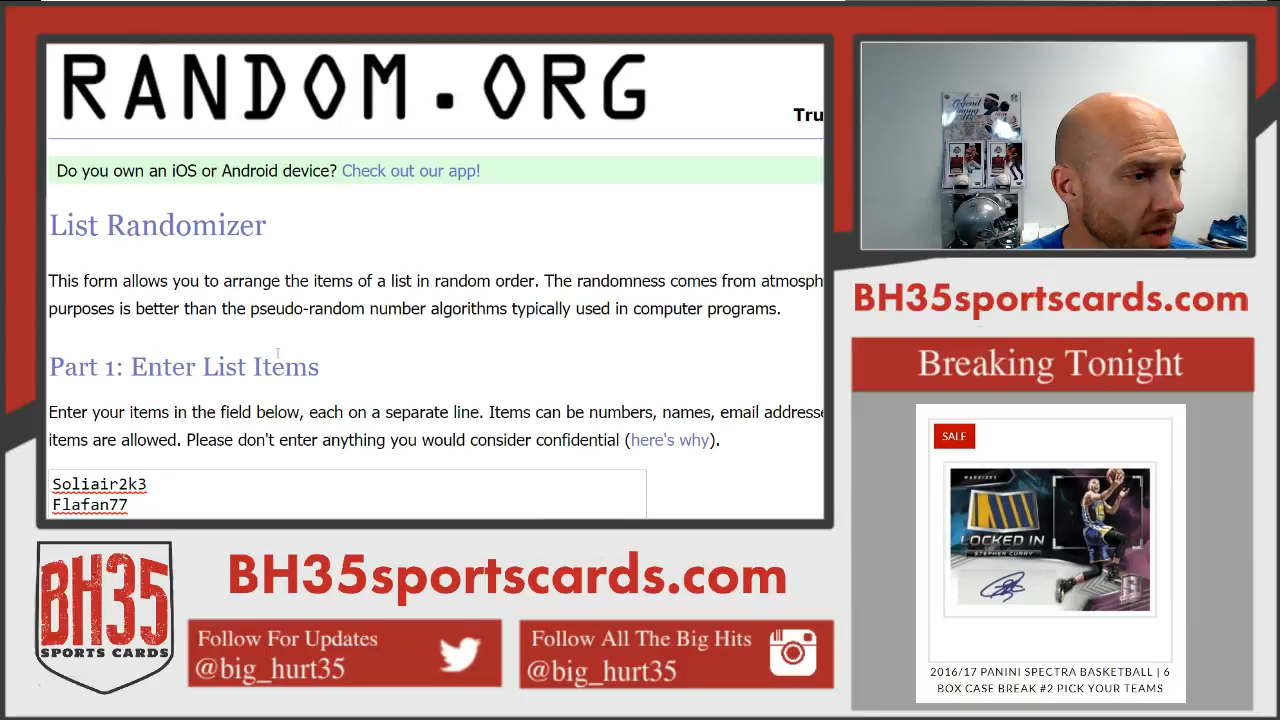 RANDOM.ORG
Tru
Do you own an iOS or Android device? Check out our app!
List Randomizer
This form allows you to arrange the items of a list in random order. The randomness comes from atmosph
purposes is better than the pseudo-random number algorithms typically used in computer programs.
Part 1: Enter List Items
Enter your items in the field below, each on a separate line. Items can be numbers, names, email addresse
items are allowed. Please don't enter anything you would consider confidential (here's why).
Soliair2k3
Flafan77
BH35sportscards.com
Breaking Tonight
SALE
WARRIORS
LOCKED IN
STEPHEN CURRY
2016/17 PANINI SPECTRA BASKETBALL | 6
BOX CASE BREAK #2 PICK YOUR TEAMS
BH35
SPORTS CARDS
BH35sportscards.com
Follow For Updates
@big_hurt35
Follow All The Big Hits
@big_hurt35